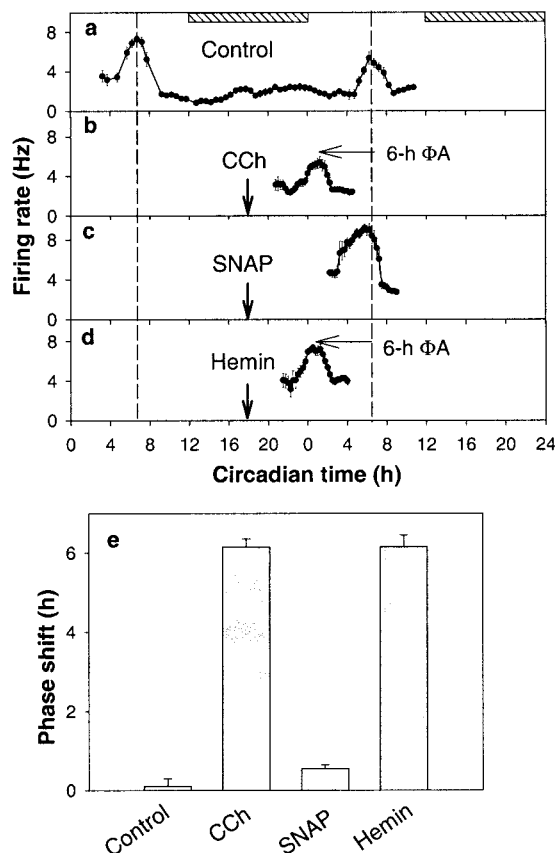 a
Control
8
4
0
b
CCh
6-h ΦA
8
4
0
c
SNAP
8
4
0
d
Hemin
6-h ΦA
8
4
0
Firing rate (Hz)
0 4 8 12 16 20 0 4 8 12 16 20 24
Circadian time (h)
e
6
4
2
0
Phase shift (h)
Control
CCh
SNAP
Hemin